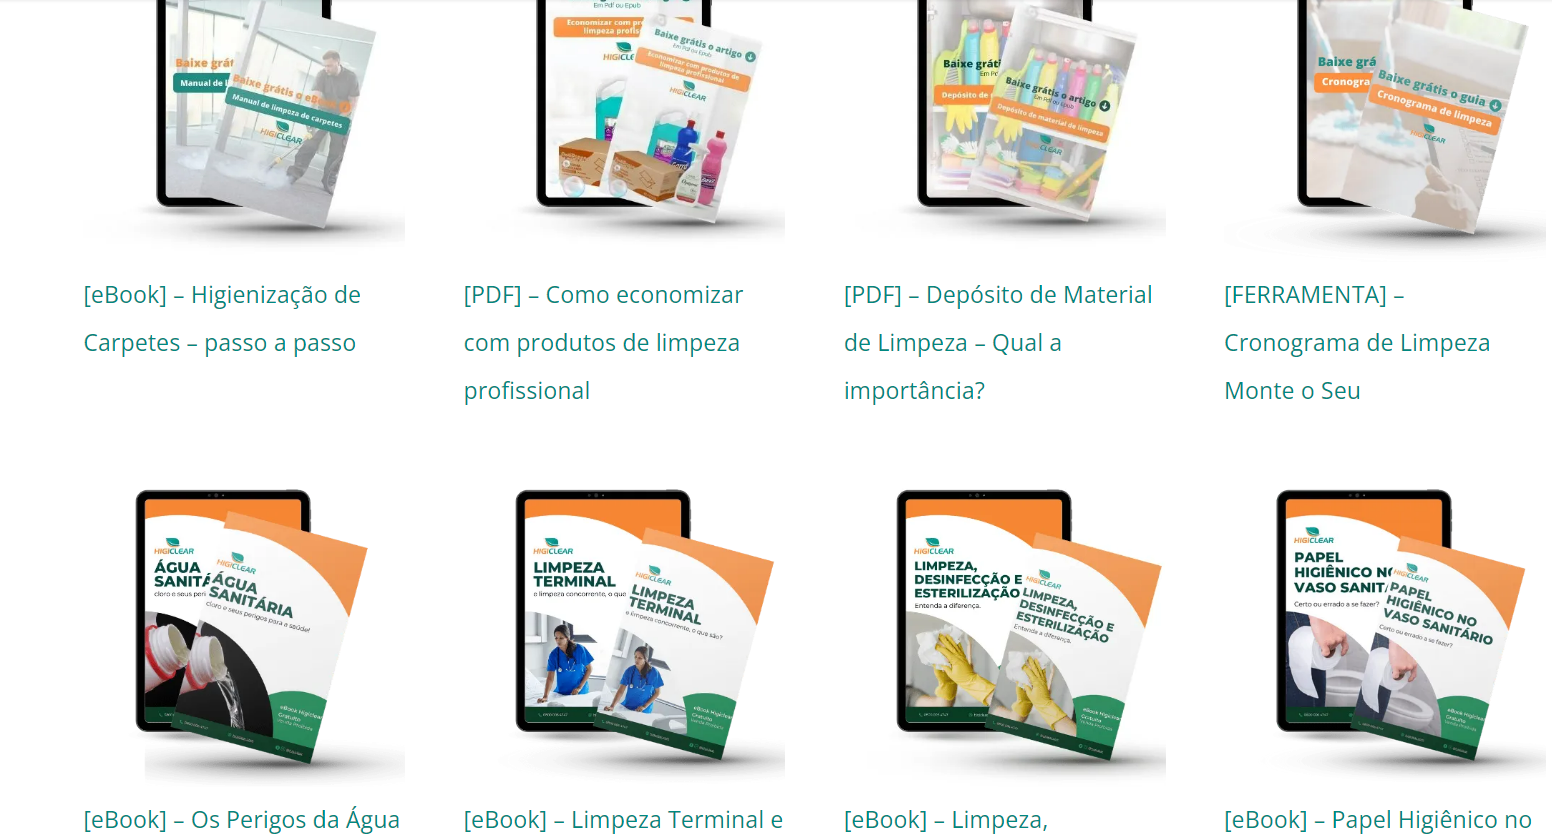 Baixe grát
Manual de l
Baixe grátis o eBook
Manual de limpeza de carpetes
HIGICLEAR
Em Pdf ou Epub
Economizar com pr
limpeza profis
HIGICL
Baixe grátis o artigo
Em Pdf ou Epub
Economizar com produtos de
limpeza profissional
HIGICLEAR
Baixe grátis
Em Pd
Depósito de m
Baixe grátis o artigo
Em Pdf ou Epub
Depósito de material de limpeza
HIGICLEAR
Baixe grá
Cronogra
Baixe grátis o guia
Cronograma de limpeza
HIGICLEAR
[eBook] – Higienização de
Carpetes – passo a passo
[PDF] – Como economizar
com produtos de limpeza
profissional
[PDF] – Depósito de Material
de Limpeza – Qual a
importância?
[FERRAMENTA] –
Cronograma de Limpeza
Monte o Seu
HIGICLEAR
ÁGUA
SANITÁ
cloro e seus peri
HIGICLEAR
ÁGUA
SANITÁRIA
cloro e seus perigos para a saúde!
eBook Higiclear
Gratuito
HIGICLEAR
LIMPEZA
TERMINAL
e limpeza concorrente, o que
HIGICLEAR
LIMPEZA
TERMINAL
e limpeza concorrente, o que são?
eBook Higiclear
Gratuito
HIGICLEAR
LIMPEZA,
DESINFECÇÃO E
ESTERILIZAÇÃO
Entenda a diferença.
HIGICLEAR
LIMPEZA,
DESINFECÇÃO E
ESTERILIZAÇÃO
Entenda a diferença.
eBook Higiclear
Gratuito
HIGICLEAR
PAPEL
HIGIÊNICO NO
VASO SANIT
Certo ou errado a se fazer?
HIGICLEAR
PAPEL
HIGIÊNICO NO
VASO SANITÁRIO
Certo ou errado a se fazer?
eBook Higiclear
Gratuito
[eBook] – Os Perigos da Água
[eBook] – Limpeza Terminal e
[eBook] – Limpeza,
[eBook] – Papel Higiênico no